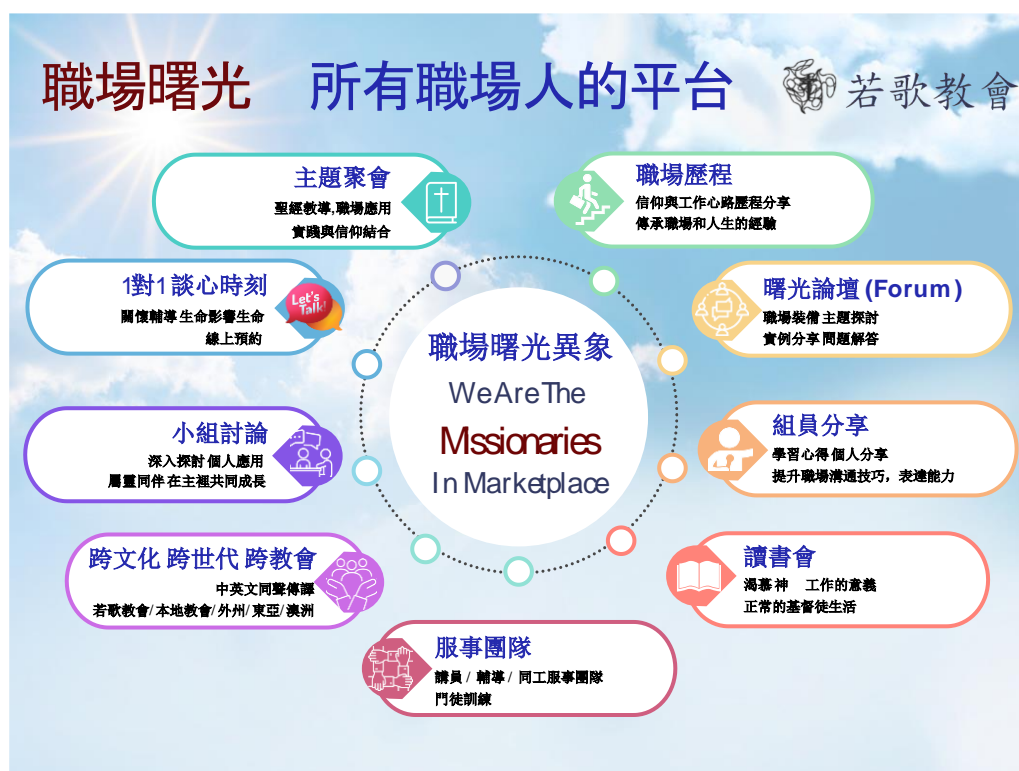 職場曙光 所有職場人的平台
若歌教會
主題聚會
聖經教導,職場應用
實踐與信仰結合
職場歷程
信仰與工作心路歷程分享
傳承職場和人生的經驗
1對1 談心時刻
關懷輔導 生命影響生命
線上預約
Let's
Talk!
曙光論壇 (Forum)
職場裝備 主題探討
實例分享 問題解答
職場曙光異象
We Are The
Missionaries
In Marketplace
小組討論
深入探討 個人應用
屬靈同伴 在主裡共同成長
組員分享
學習心得 個人分享
提升職場溝通技巧，表達能力
跨文化 跨世代 跨教會
中英文同聲傳譯
若歌教會/ 本地教會/ 外州/ 東亞/ 澳洲
讀書會
渴慕 神 工作的意義
正常的基督徒生活
服事團隊
講員 / 輔導 / 同工服事團隊
門徒訓練